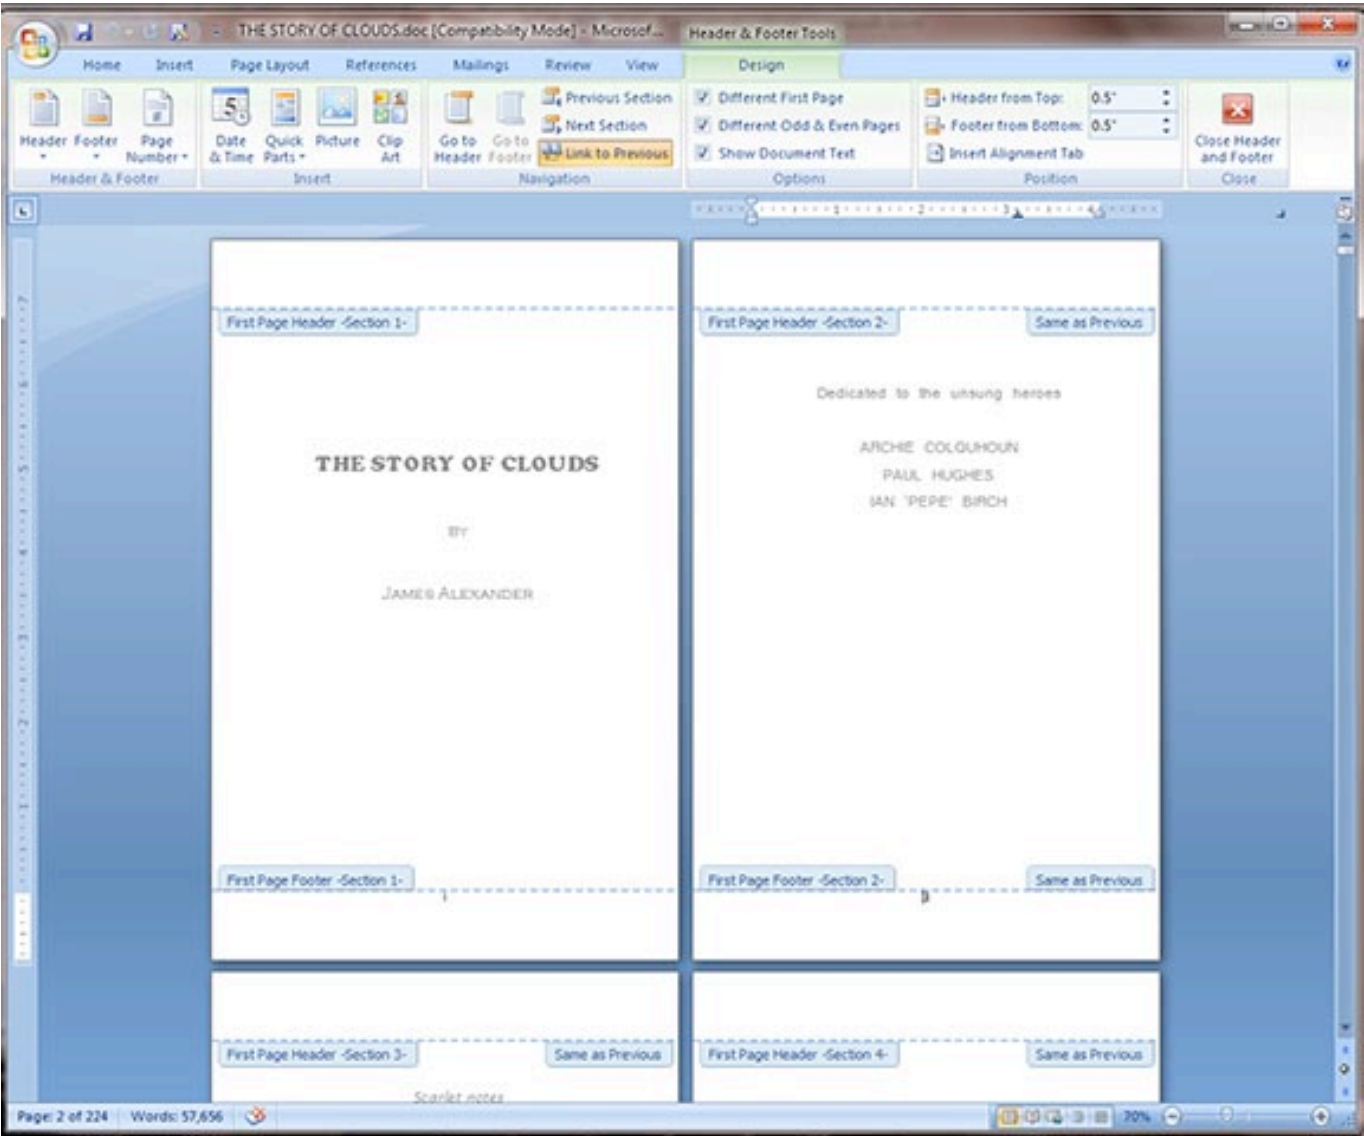 THE STORY OF CLOUDS.doc [Compatibility Mode] - Microsof...
Header & Footer Tools
Home Insert Page Layout References Mailings Review View Design
Header Footer Page Number
Date & Time Quick Parts Picture Clip Art
Go to Header Go to Footer
Previous Section
Next Section
Link to Previous
Different First Page
Different Odd & Even Pages
Show Document Text
Header from Top: 0.5"
Footer from Bottom: 0.5"
Insert Alignment Tab
Close Header and Footer
Header & Footer Insert Navigation Options Position Close
First Page Header -Section 1-
THE STORY OF CLOUDS
BY
JAMES ALEXANDER
First Page Footer -Section 1-
i
First Page Header -Section 2- Same as Previous
Dedicated to the unsung heroes
ARCHIE COLQUHOUN
PAUL HUGHES
IAN 'PEPE' BIRCH
First Page Footer -Section 2- Same as Previous
First Page Header -Section 3- Same as Previous
Scarlet notes
First Page Header -Section 4- Same as Previous
Page: 2 of 224 Words: 57,656 70%